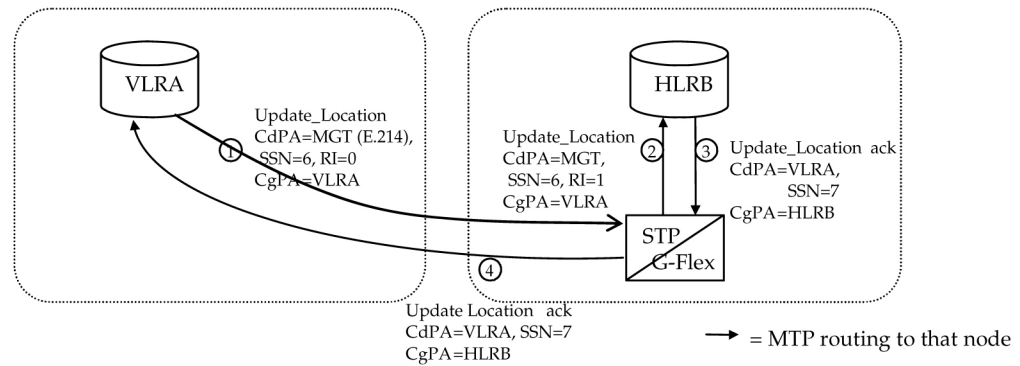 VLRA
HLRB
Update_Location
CdPA=MGT (E.214),
SSN=6, RI=0
CgPA=VLRA
1
Update_Location
CdPA=MGT,
SSN=6, RI=1
CgPA=VLRA
2
3
Update_Location ack
CdPA=VLRA,
SSN=7
CgPA=HLRB
STP
G-Flex
4
Update Location ack
CdPA=VLRA, SSN=7
CgPA=HLRB
= MTP routing to that node